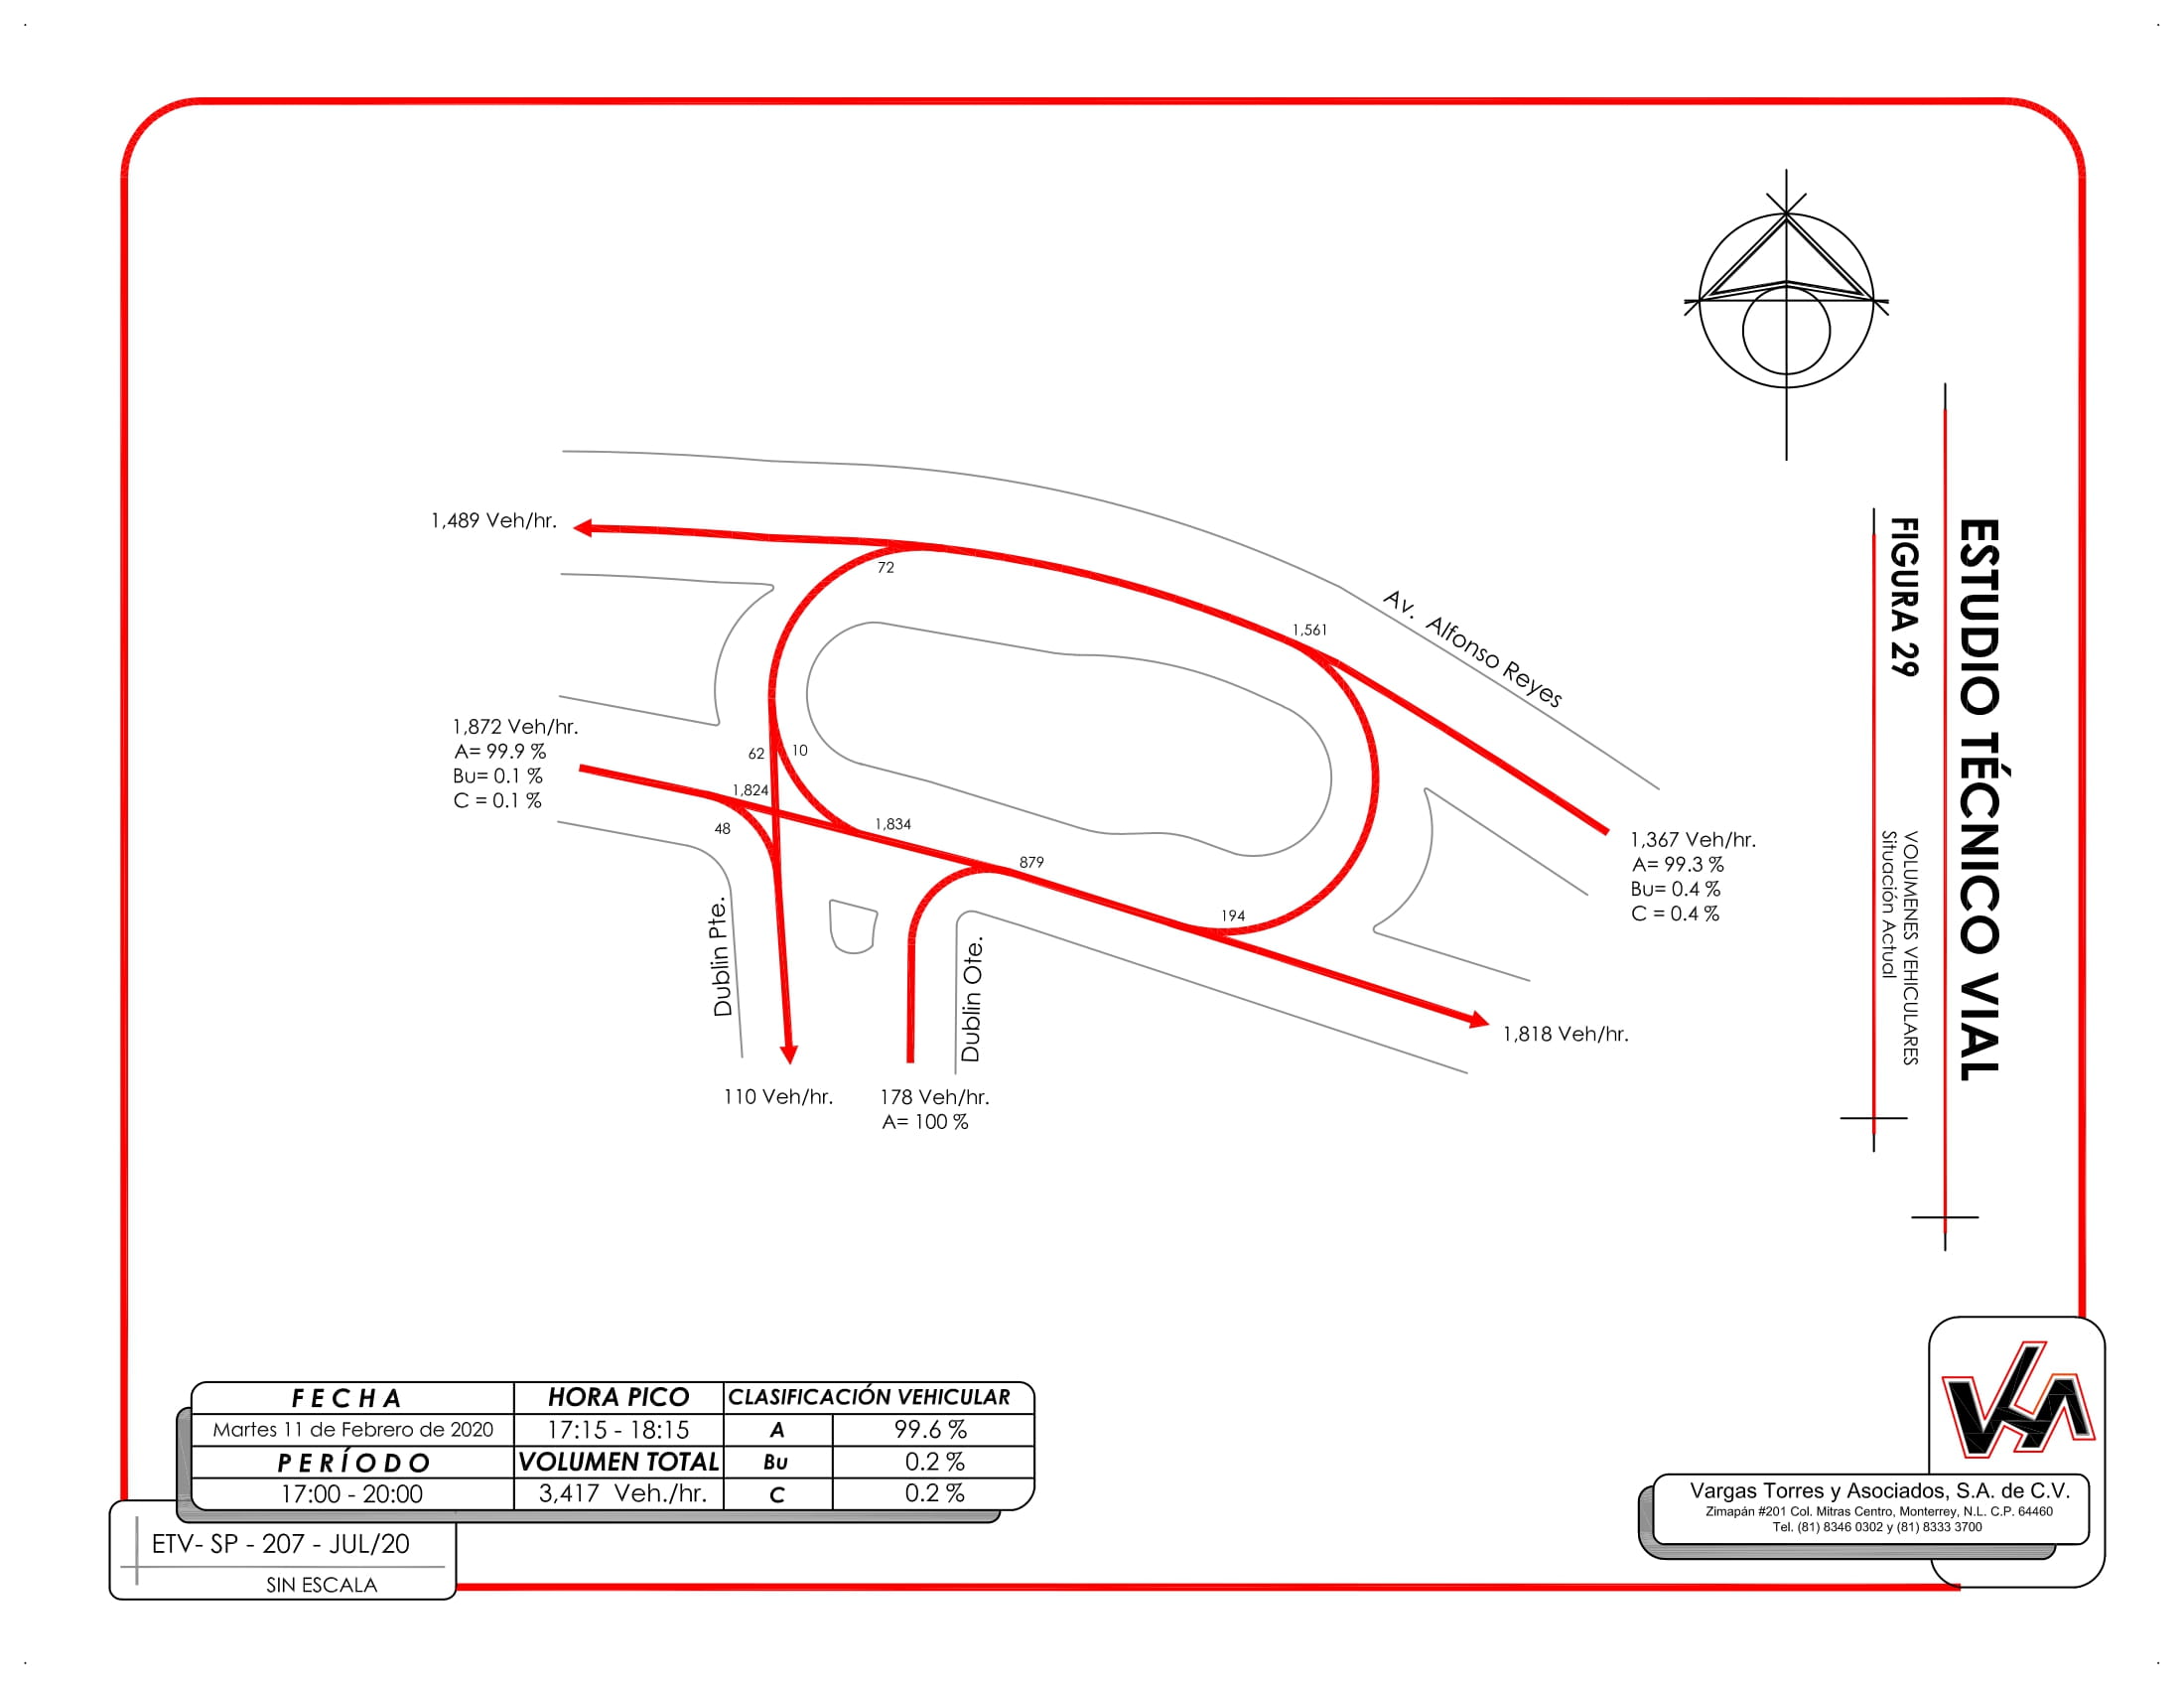 1,489 Veh/hr.
72
1,561
Av. Alfonso Reyes
1,872 Veh/hr.
A= 99.9 %
Bu= 0.1 %
C = 0.1 %
62
10
1,824
48
1,834
879
194
1,367 Veh/hr.
A= 99.3 %
Bu= 0.4 %
C = 0.4 %
Dublin Pte.
Dublin Ote.
1,818 Veh/hr.
110 Veh/hr.
178 Veh/hr.
A= 100 %
ESTUDIO TÉCNICO VIAL
FIGURA 29
VOLUMENES VEHICULARES
Situación Actual
FECHA
HORA PICO
CLASIFICACIÓN VEHICULAR
Martes 11 de Febrero de 2020
17:15 - 18:15
A
99.6 %
PERÍODO
VOLUMEN TOTAL
Bu
0.2 %
17:00 - 20:00
3,417 Veh./hr.
C
0.2 %
ETV- SP - 207 - JUL/20
SIN ESCALA
Vargas Torres y Asociados, S.A. de C.V.
Zimapán #201 Col. Mitras Centro, Monterrey, N.L. C.P. 64460
Tel. (81) 8346 0302 y (81) 8333 3700